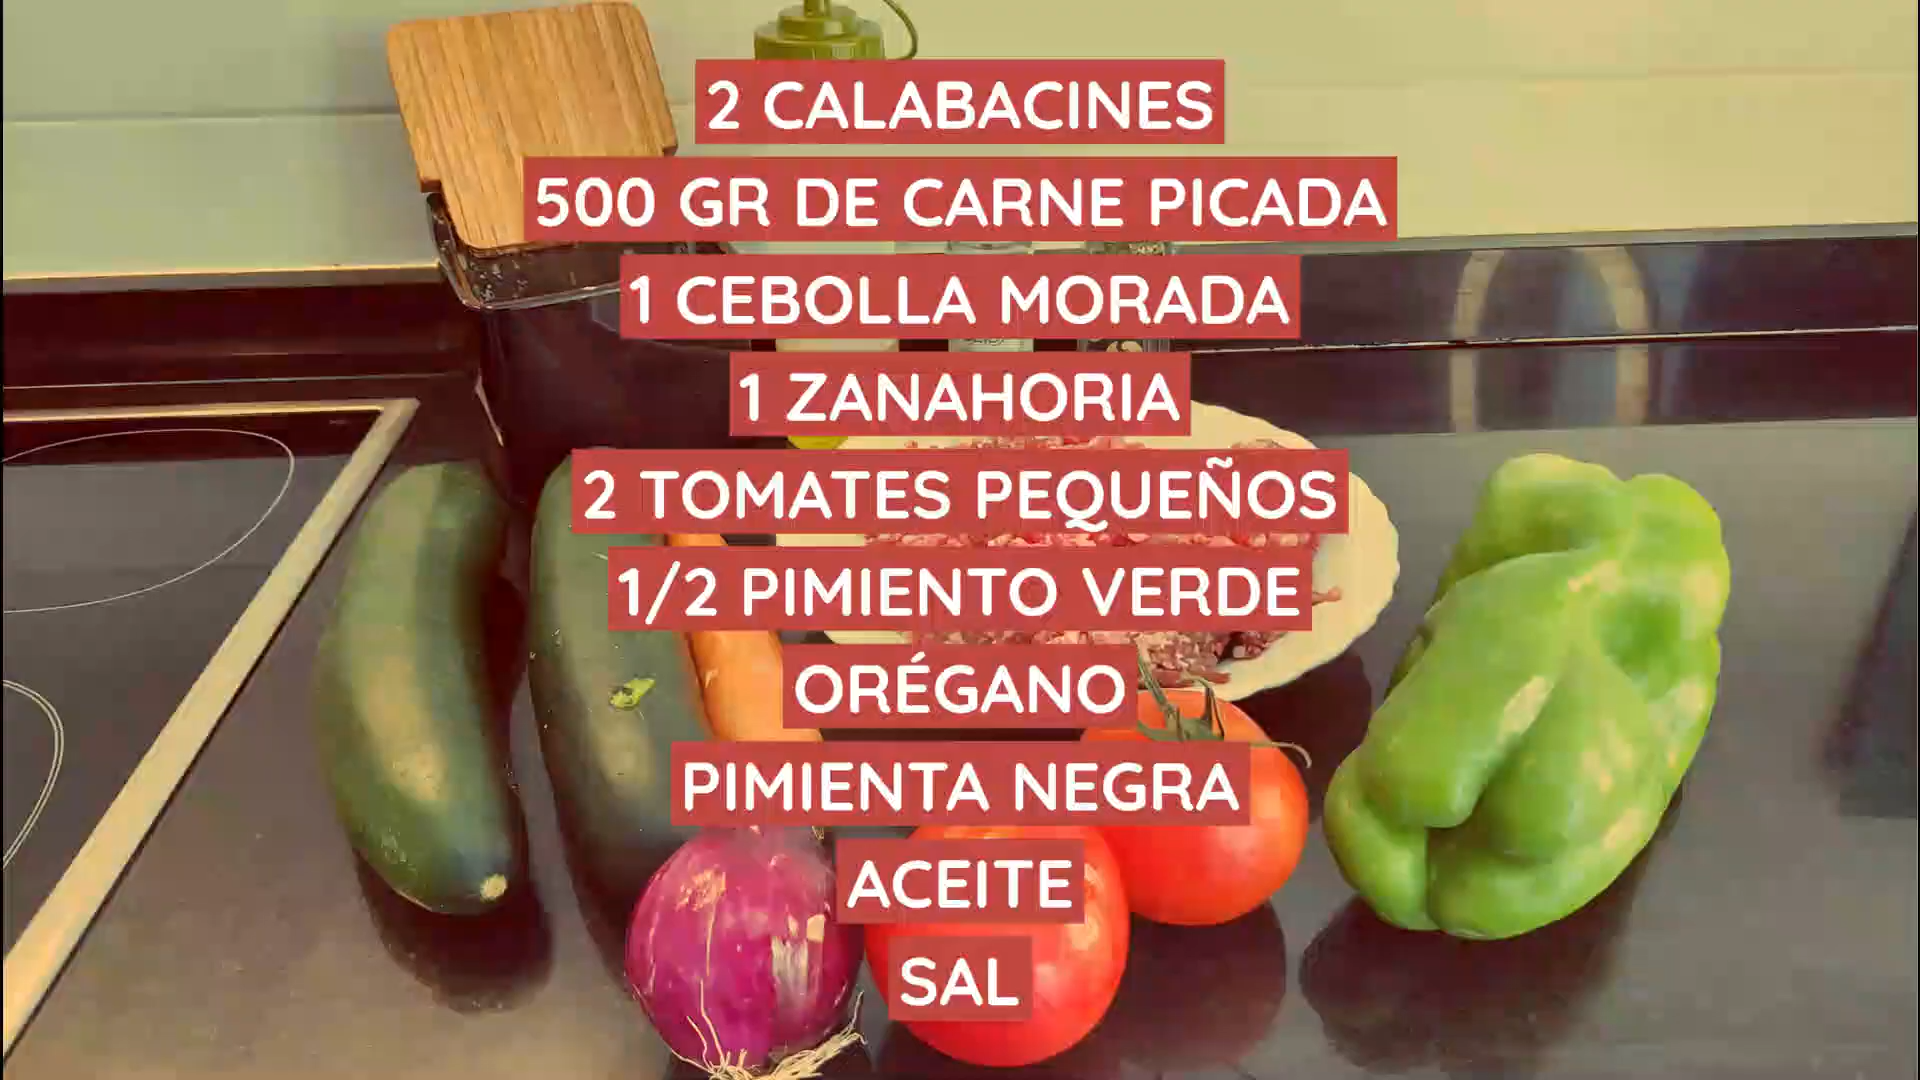 2 CALABACINES
500 GR DE CARNE PICADA
1 CEBOLLA MORADA
1 ZANAHORIA
2 TOMATES PEQUEÑOS
1/2 PIMIENTO VERDE
ORÉGANO
PIMIENTA NEGRA
ACEITE
SAL